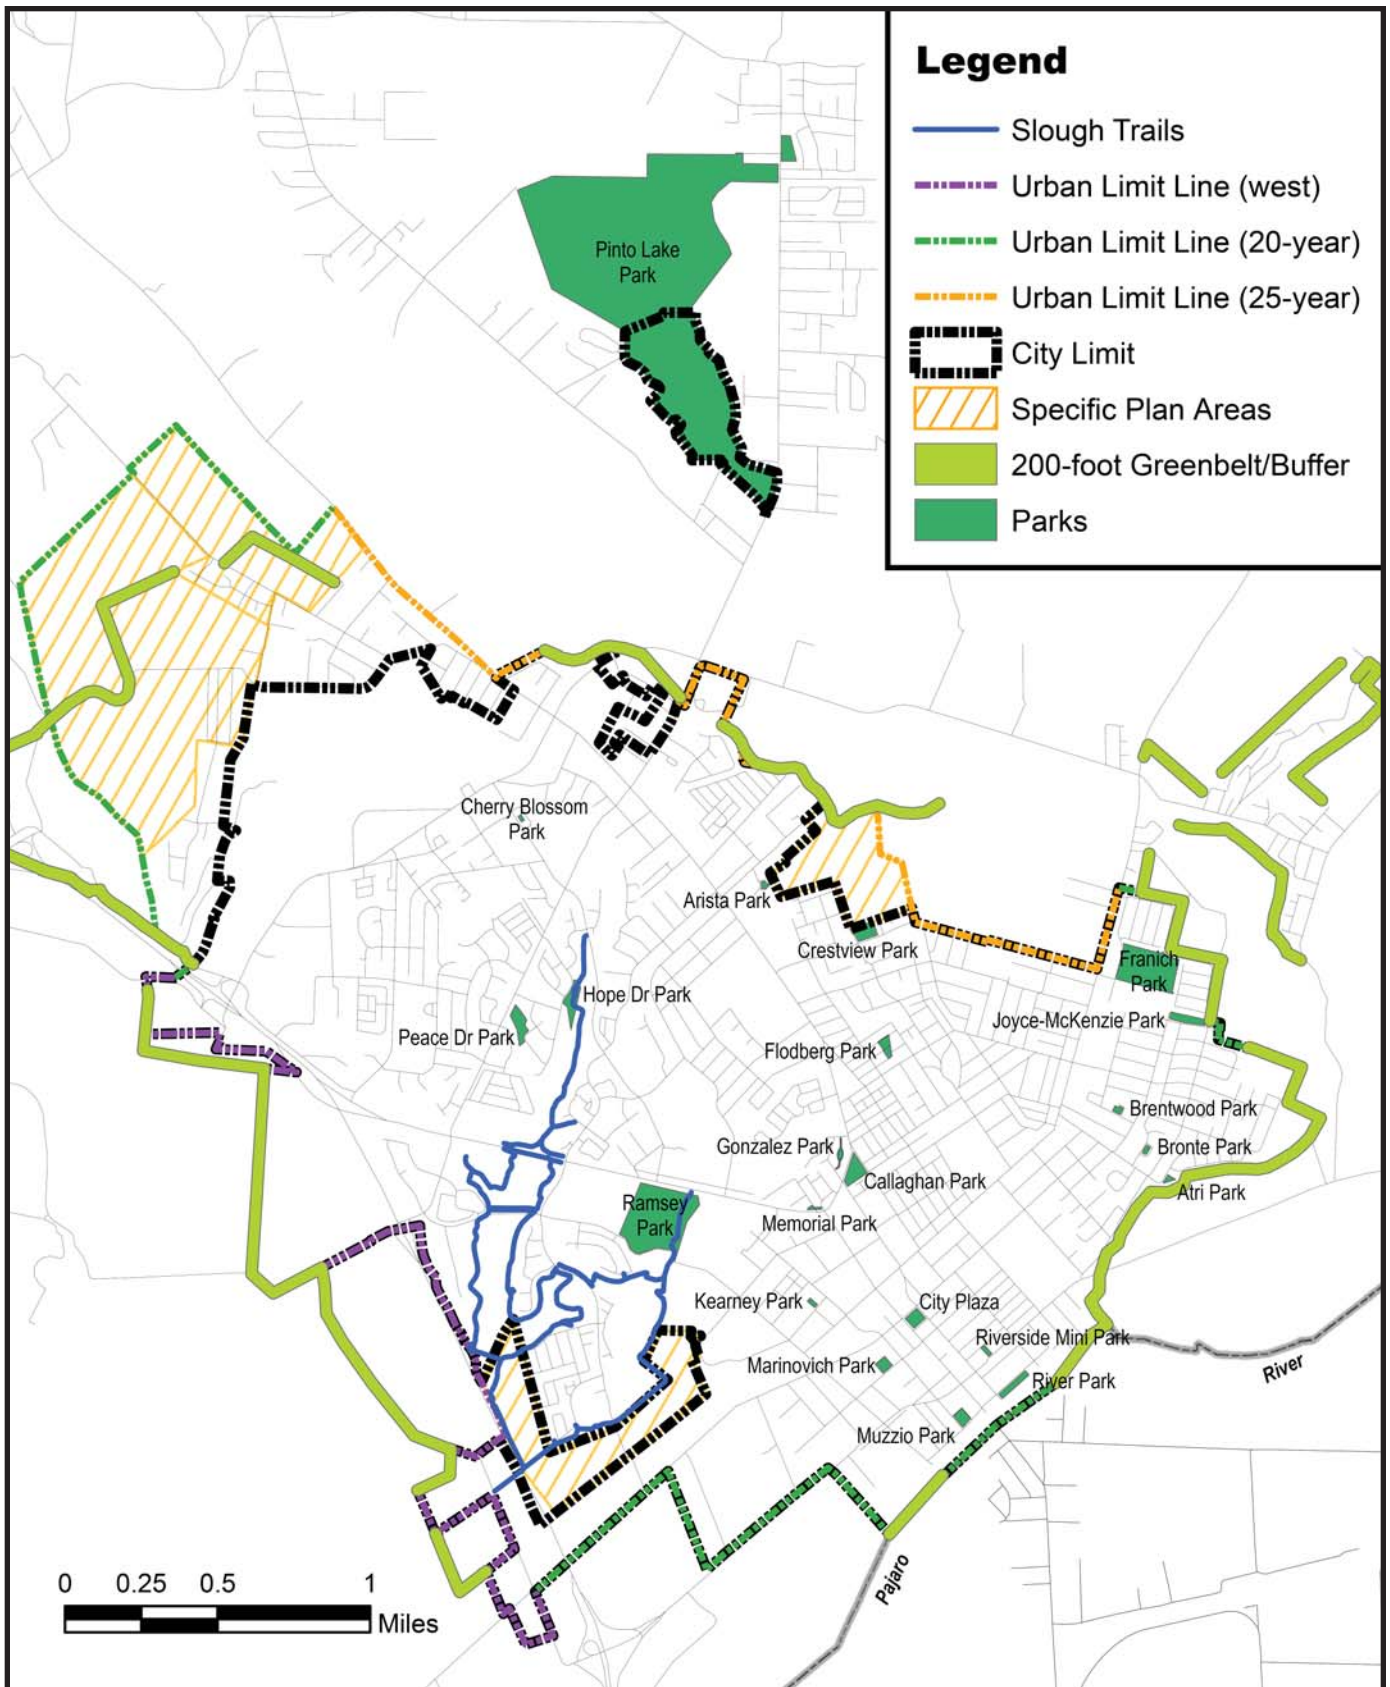 Legend
Slough Trails
Urban Limit Line (west)
Urban Limit Line (20-year)
Urban Limit Line (25-year)
City Limit
Specific Plan Areas
200-foot Greenbelt/Buffer
Parks
Pinto Lake
Park
Cherry Blossom
Park
Arista Park
Crestview Park
Franich
Park
Hope Dr Park
Peace Dr Park
Joyce-McKenzie Park
Flodberg Park
Brentwood Park
Gonzalez Park
Bronte Park
Callaghan Park
Atri Park
Ramsey
Park
Memorial Park
Kearney Park
City Plaza
Riverside Mini Park
Marinovich Park
River Park
River
Muzzio Park
Pajaro
0 0.25 0.5 1
Miles